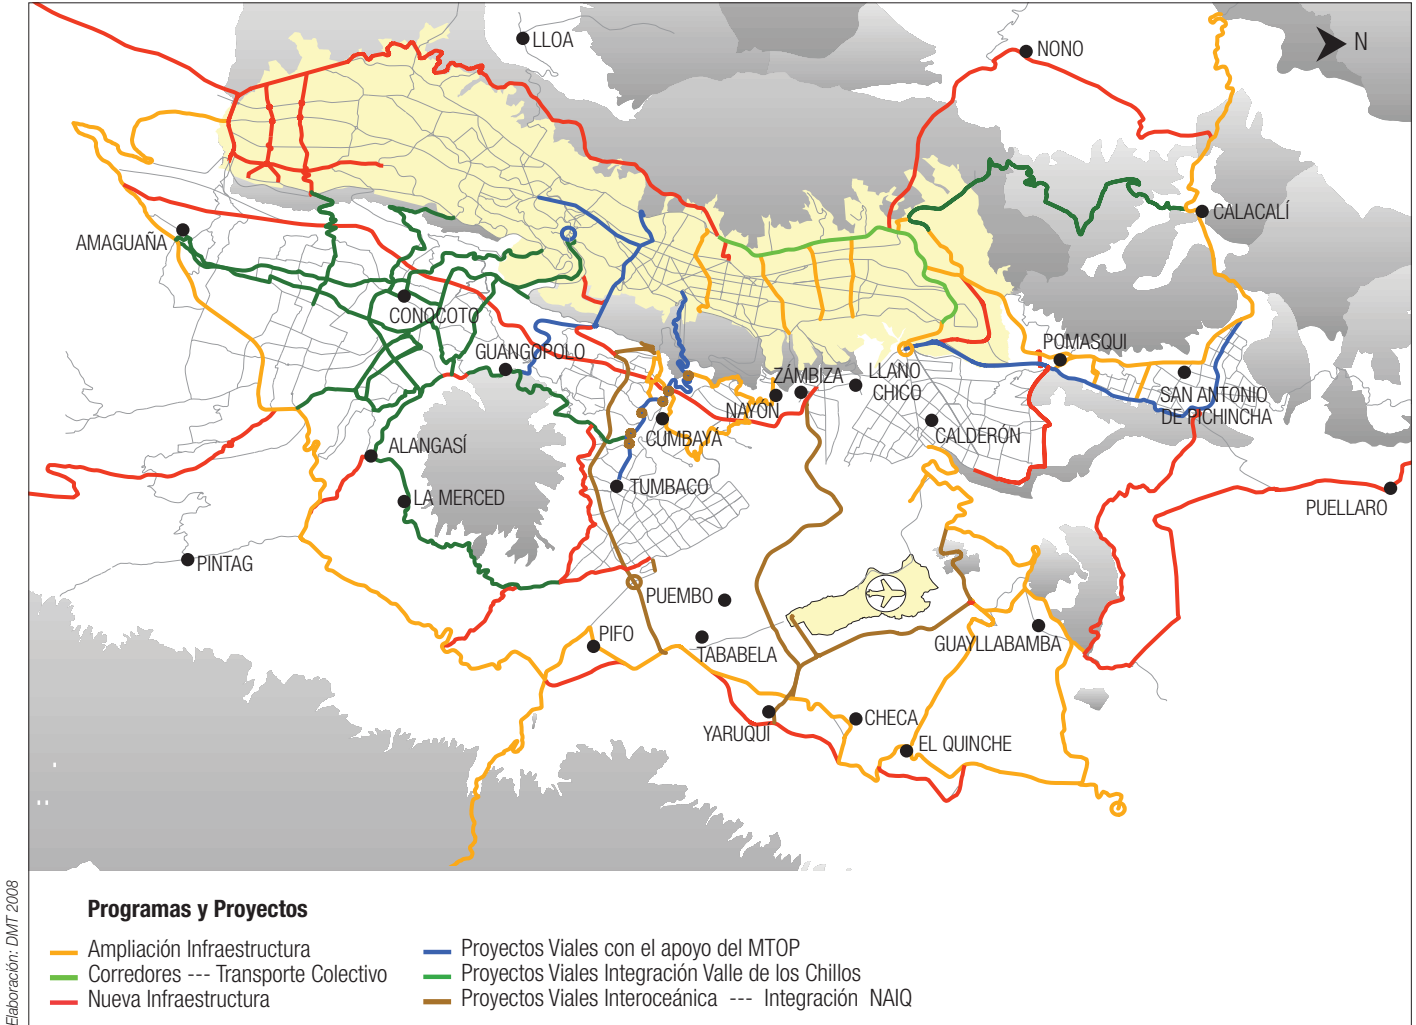 LLOA
NONO
N
AMAGUAÑA
CALACALÍ
CONOCOTO
GUANGOPOLO
POMASQUI
ZÁMBIZA
LLANO
CHICO
SAN ANTONIO
DE PICHINCHA
NAYÓN
CUMBAYÁ
CALDERÓN
ALANGASÍ
LA MERCED
TUMBACO
PUELLARO
PINTAG
PUEMBO
PIFO
TABABELA
GUAYLLABAMBA
YARUQUÍ
CHECA
EL QUINCHE
Elaboración: DMT 2008
Programas y Proyectos
Ampliación Infraestructura
Corredores --- Transporte Colectivo
Nueva Infraestructura
Proyectos Viales con el apoyo del MTOP
Proyectos Viales Integración Valle de los Chillos
Proyectos Viales Interoceánica --- Integración NAIQ